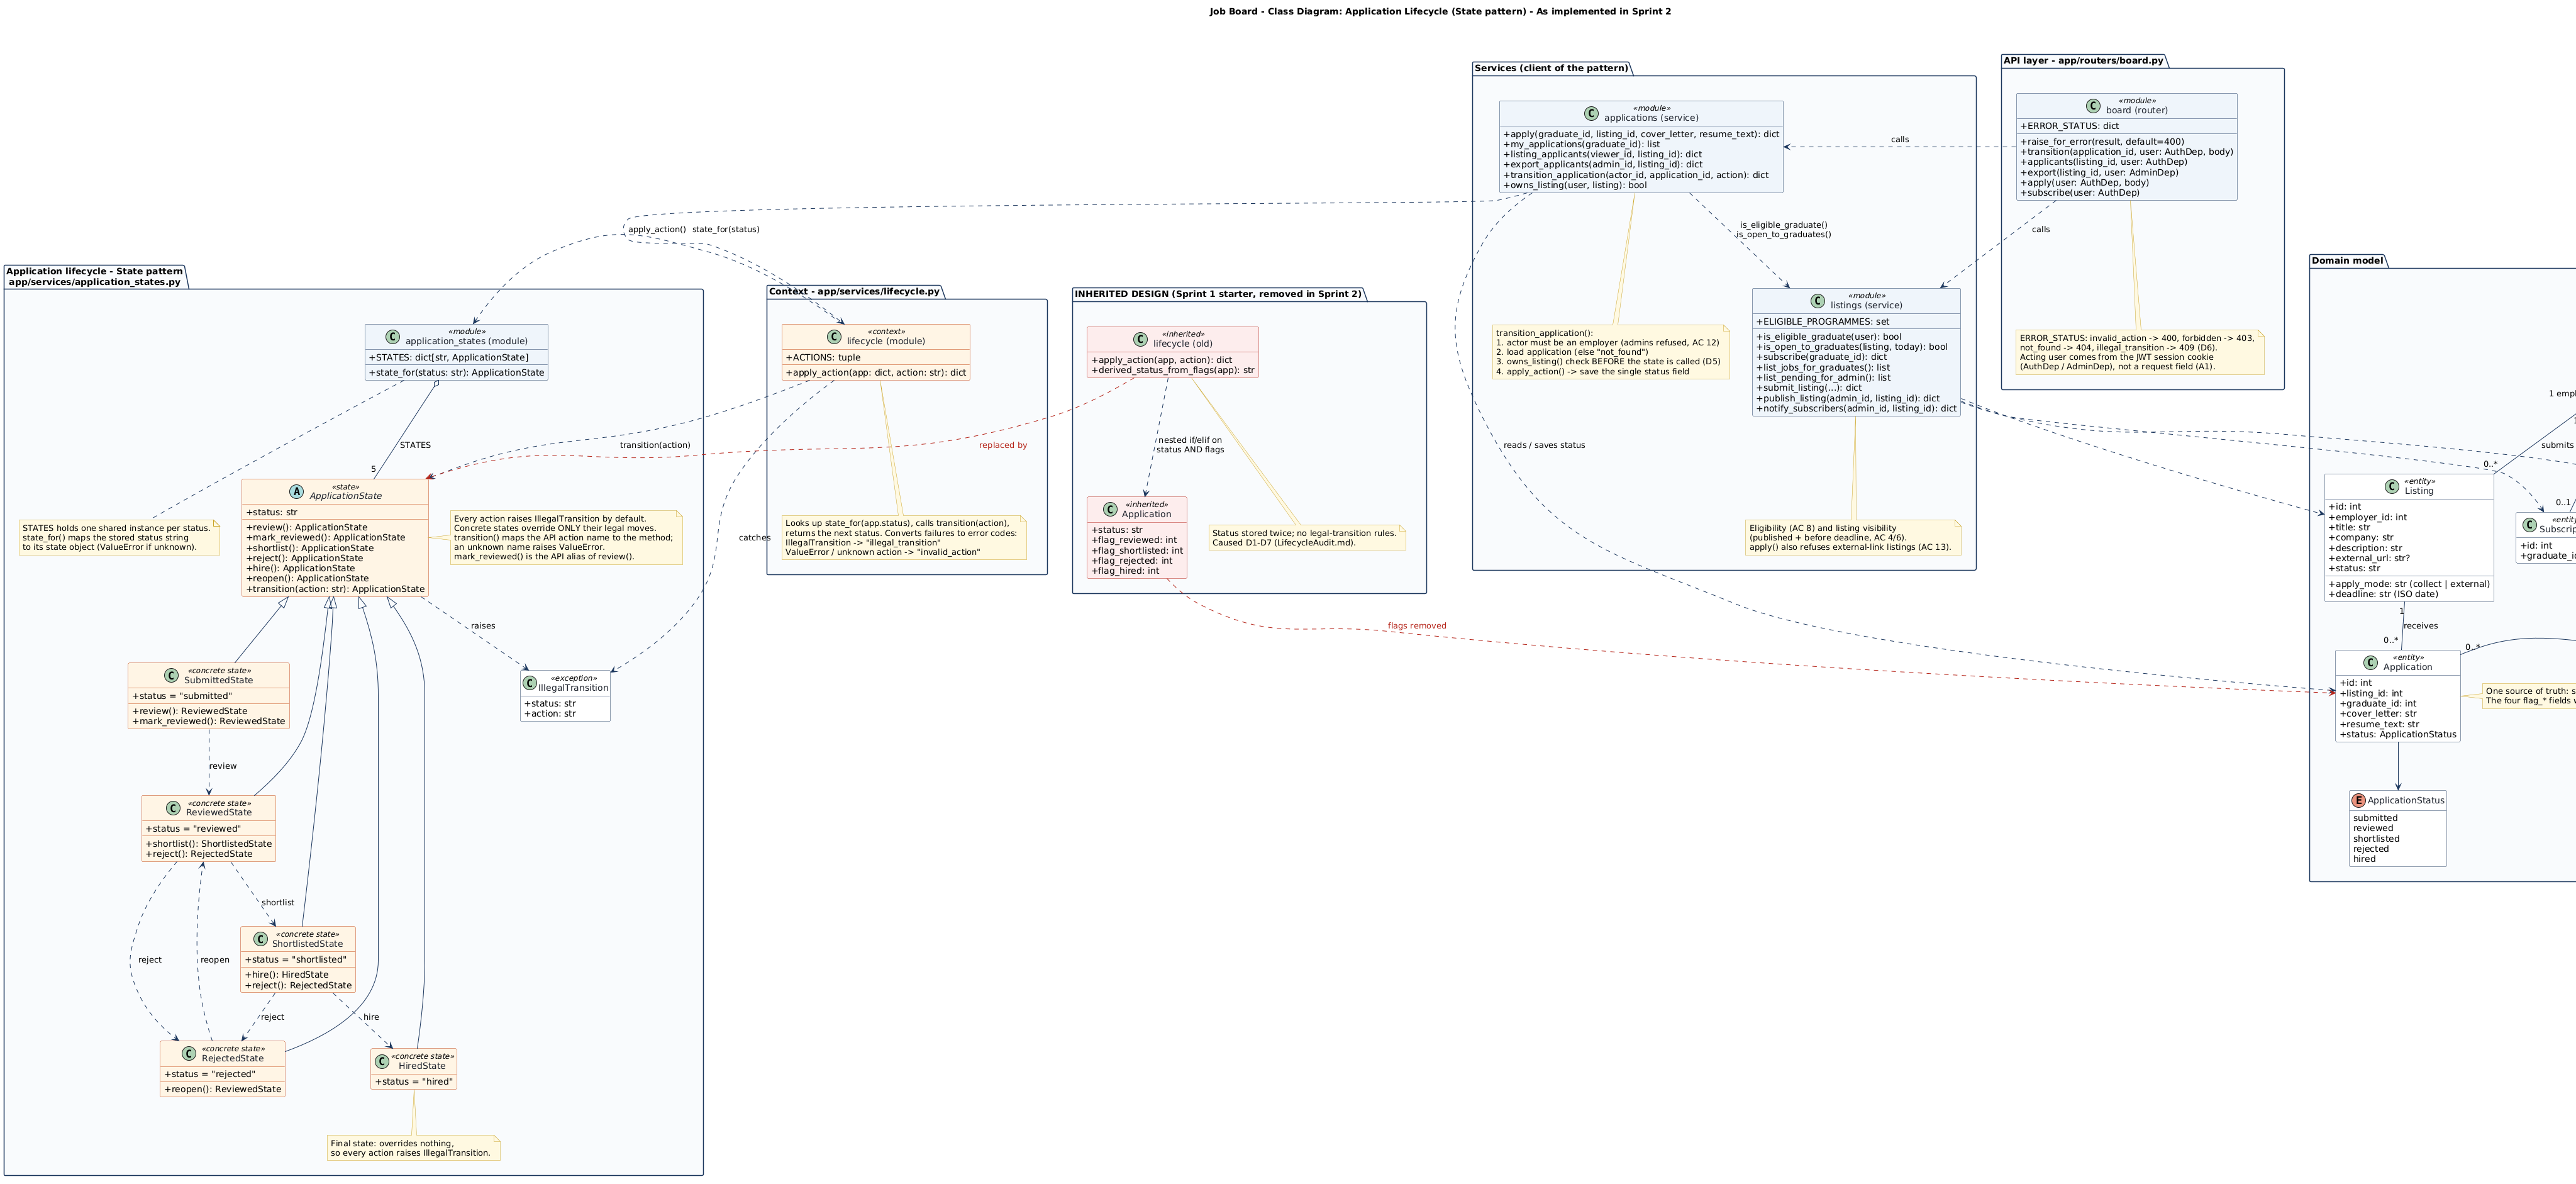 Job Board - Class Diagram: Application Lifecycle (State pattern) - As implemented in Sprint 2
Application lifecycle - State pattern
app/services/application_states.py
«module»
application_states (module)
+STATES: dict[str, ApplicationState]
+state_for(status: str): ApplicationState
STATES
5
STATES holds one shared instance per status.
state_for() maps the stored status string
to its state object (ValueError if unknown).
«state»
ApplicationState
+status: str
+review(): ApplicationState
+mark_reviewed(): ApplicationState
+shortlist(): ApplicationState
+reject(): ApplicationState
+hire(): ApplicationState
+reopen(): ApplicationState
+transition(action: str): ApplicationState
Every action raises IllegalTransition by default.
Concrete states override ONLY their legal moves.
transition() maps the API action name to the method;
an unknown name raises ValueError.
mark_reviewed() is the API alias of review().
raises
«concrete state»
SubmittedState
+status = "submitted"
+review(): ReviewedState
+mark_reviewed(): ReviewedState
«exception»
IllegalTransition
+status: str
+action: str
review
«concrete state»
ReviewedState
+status = "reviewed"
+shortlist(): ShortlistedState
+reject(): RejectedState
shortlist
«concrete state»
ShortlistedState
+status = "shortlisted"
+hire(): HiredState
+reject(): RejectedState
reject
reopen
reject
hire
«concrete state»
RejectedState
+status = "rejected"
+reopen(): ReviewedState
«concrete state»
HiredState
+status = "hired"
Final state: overrides nothing,
so every action raises IllegalTransition.
apply_action()
state_for(status)
transition(action)
catches
Context - app/services/lifecycle.py
«context»
lifecycle (module)
+ACTIONS: tuple
+apply_action(app: dict, action: str): dict
Looks up state_for(app.status), calls transition(action),
returns the next status. Converts failures to error codes:
IllegalTransition -> "illegal_transition"
ValueError / unknown action -> "invalid_action"
replaced by
INHERITED DESIGN (Sprint 1 starter, removed in Sprint 2)
«inherited»
lifecycle (old)
+apply_action(app, action): dict
+derived_status_from_flags(app): str
nested if/elif on
status AND flags
«inherited»
Application
+status: str
+flag_reviewed: int
+flag_shortlisted: int
+flag_rejected: int
+flag_hired: int
Status stored twice; no legal-transition rules.
Caused D1-D7 (LifecycleAudit.md).
flags removed
Services (client of the pattern)
«module»
applications (service)
+apply(graduate_id, listing_id, cover_letter, resume_text): dict
+my_applications(graduate_id): list
+listing_applicants(viewer_id, listing_id): dict
+export_applicants(admin_id, listing_id): dict
+transition_application(actor_id, application_id, action): dict
+owns_listing(user, listing): bool
calls
is_eligible_graduate()
is_open_to_graduates()
transition_application():
1. actor must be an employer (admins refused, AC 12)
2. load application (else "not_found")
3. owns_listing() check BEFORE the state is called (D5)
4. apply_action() -> save the single status field
«module»
listings (service)
+ELIGIBLE_PROGRAMMES: set
+is_eligible_graduate(user): bool
+is_open_to_graduates(listing, today): bool
+subscribe(graduate_id): dict
+list_jobs_for_graduates(): list
+list_pending_for_admin(): list
+submit_listing(...): dict
+publish_listing(admin_id, listing_id): dict
+notify_subscribers(admin_id, listing_id): dict
reads / saves status
Eligibility (AC 8) and listing visibility
(published + before deadline, AC 4/6).
apply() also refuses external-link listings (AC 13).
API layer - app/routers/board.py
«module»
board (router)
+ERROR_STATUS: dict
+raise_for_error(result, default=400)
+transition(application_id, user: AuthDep, body)
+applicants(listing_id, user: AuthDep)
+export(listing_id, user: AdminDep)
+apply(user: AuthDep, body)
+subscribe(user: AuthDep)
calls
ERROR_STATUS: invalid_action -> 400, forbidden -> 403,
not_found -> 404, illegal_transition -> 409 (D6).
Acting user comes from the JWT session cookie
(AuthDep / AdminDep), not a request field (A1).
Domain model
submits
0..*
«entity»
Listing
+id: int
+employer_id: int
+title: str
+company: str
+description: str
+external_url: str?
+status: str
+apply_mode: str (collect | external)
+deadline: str (ISO date)
0..1
+id: int
1
receives
0..*
0..*
«entity»
Application
+id: int
+listing_id: int
+graduate_id: int
+cover_letter: str
+resume_text: str
+status: ApplicationStatus
One source of truth:
The four flag_* fields
ApplicationStatus
submitted
reviewed
shortlisted
rejected
hired